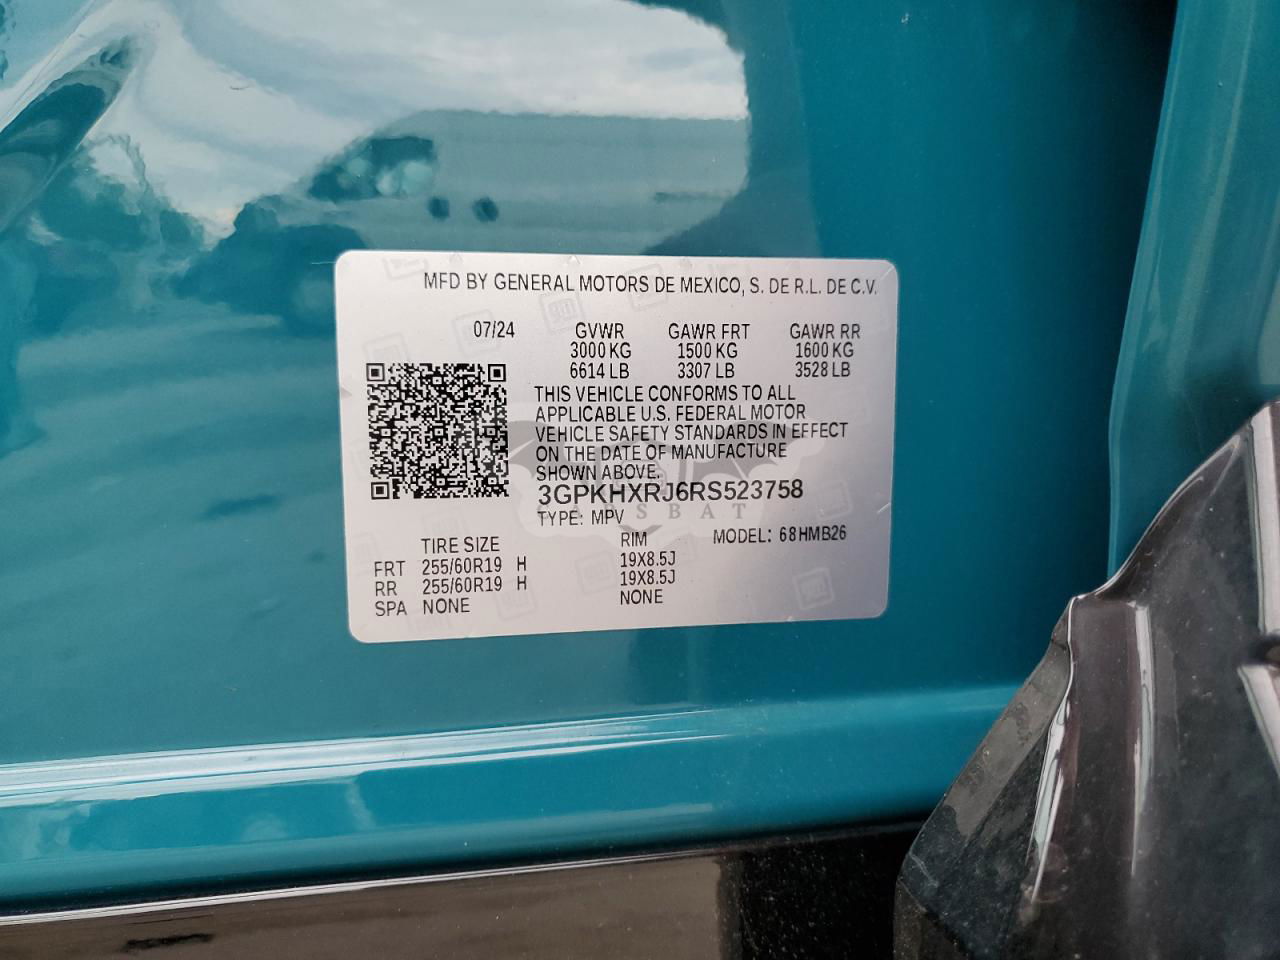 MFD BY GENERAL MOTORS DE MEXICO, S. DE R.L. DE C.V.
07/24 GVWR GAWR FRT GAWR RR
3000 KG 1500 KG 1600 KG
6614 LB 3307 LB 3528 LB
THIS VEHICLE CONFORMS TO ALL
APPLICABLE U.S. FEDERAL MOTOR
VEHICLE SAFETY STANDARDS IN EFFECT
ON THE DATE OF MANUFACTURE
SHOWN ABOVE.
3GPKHXRJ6RS523758
CARSBAT
TYPE: MPV MODEL: 68HMB26
TIRE SIZE RIM
FRT 255/60R19 H 19X8.5J
RR 255/60R19 H 19X8.5J
SPA NONE NONE